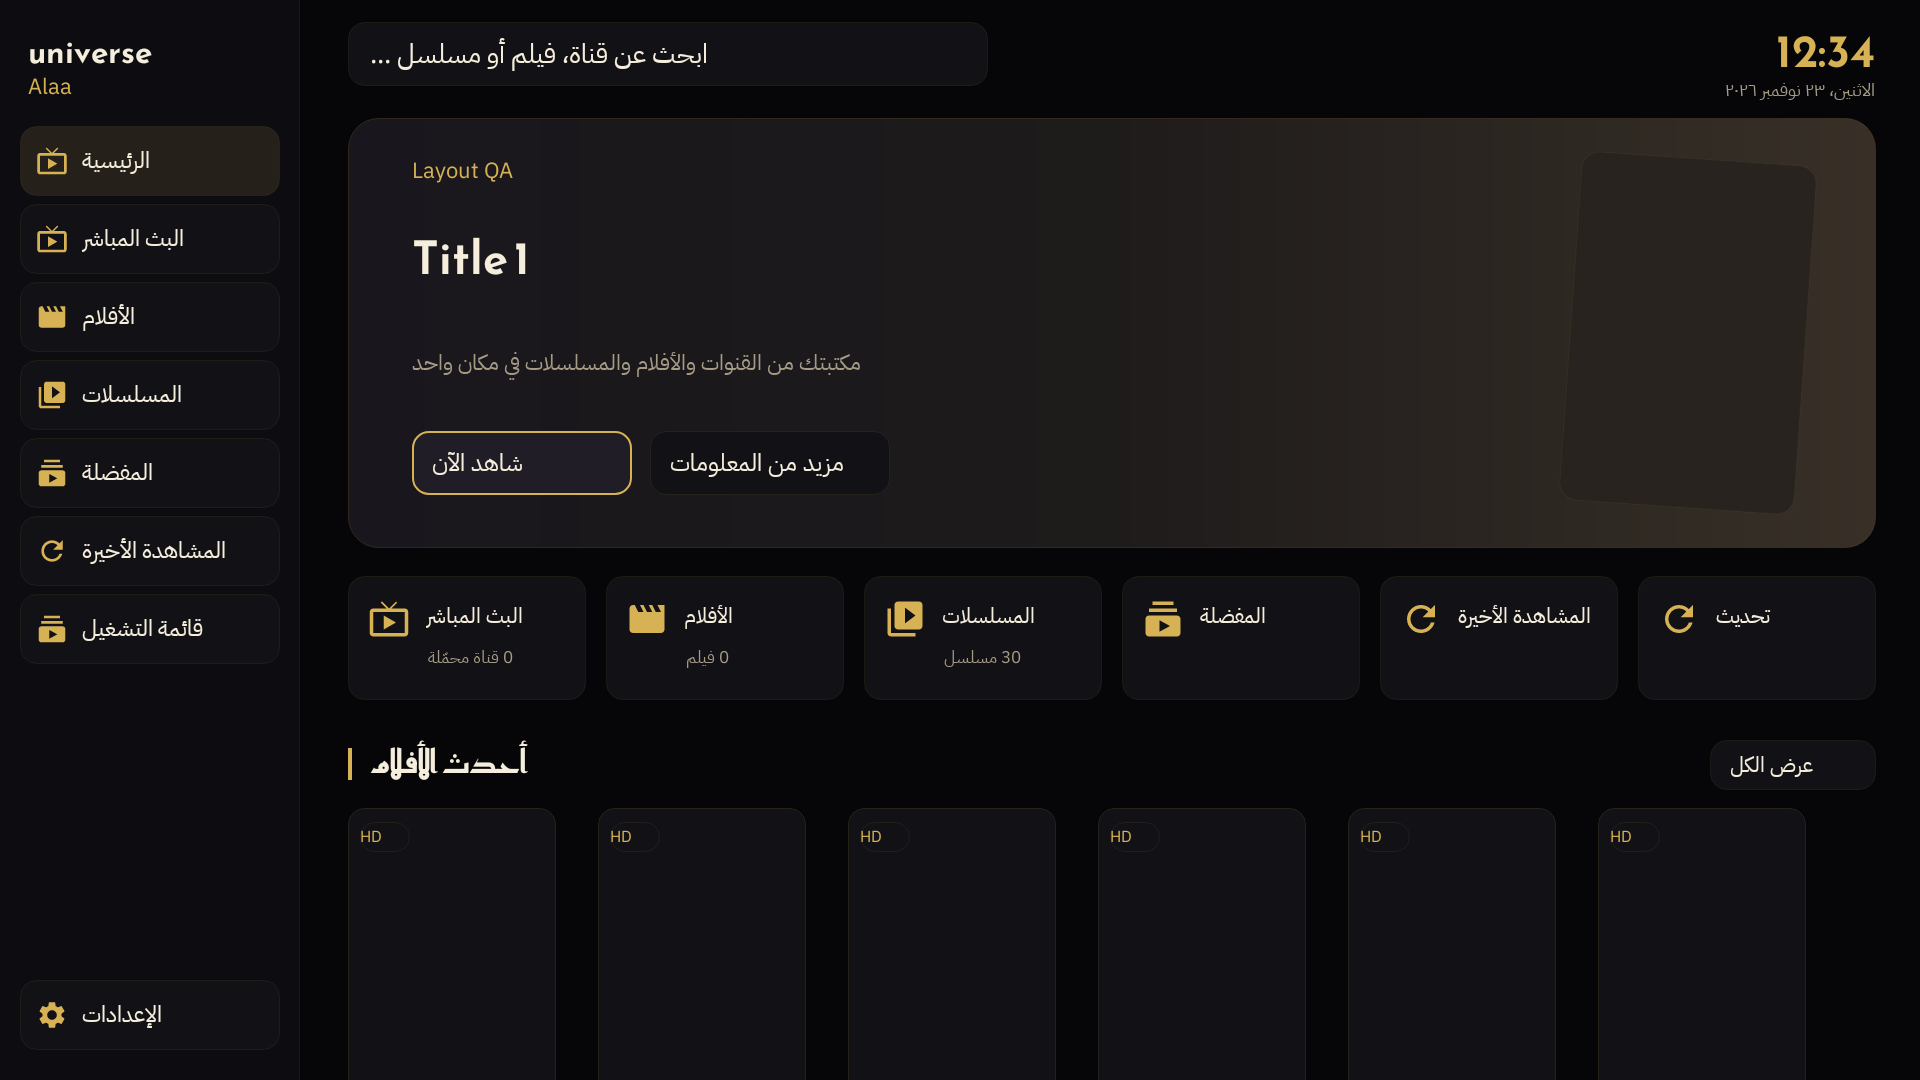 universe
Alaa
الرئيسية
البث المباشر
الأفلام
المسلسلات
المفضلة
المشاهدة الأخيرة
قائمة التشغيل
الإعدادات
ابحث عن قناة، فيلم أو مسلسل ...
12:34
الاثنين، ٢٣ نوفمبر ٢٠٢٦
Layout QA
Title 1
مكتبتك من القنوات والأفلام والمسلسلات في مكان واحد
شاهد الآن
مزيد من المعلومات
البث المباشر
0 قناة محمّلة
الأفلام
0 فيلم
المسلسلات
30 مسلسل
المفضلة
المشاهدة الأخيرة
تحديث
أحدث الأفلام
عرض الكل
HD
HD
HD
HD
HD
HD